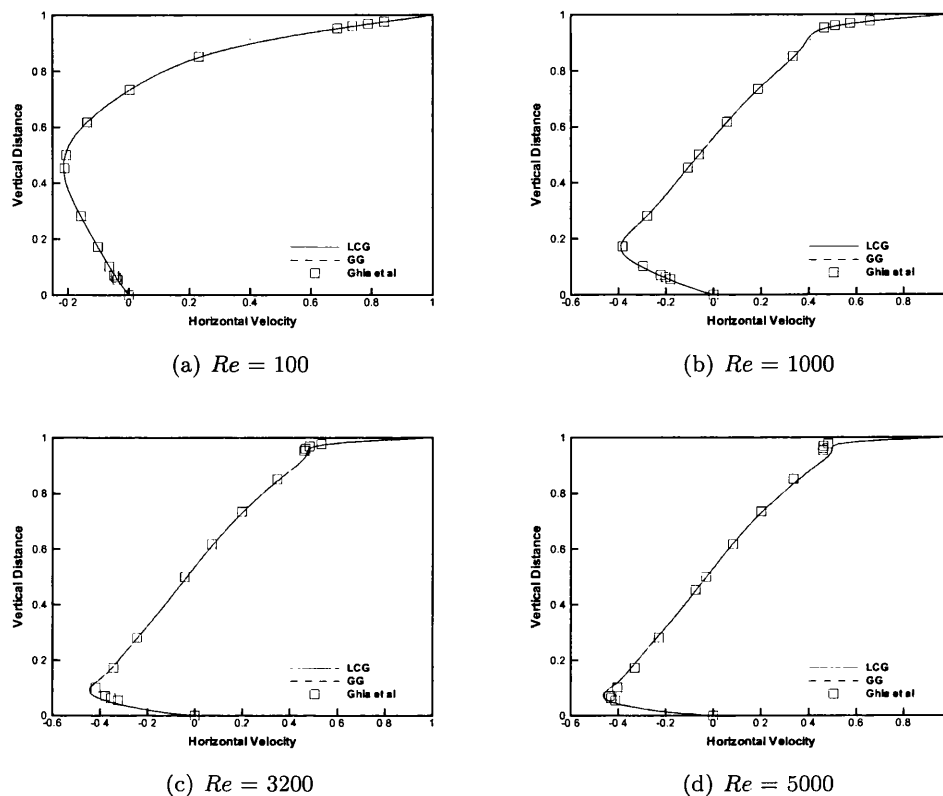 1
0.8
0.6
0.4
0.2
0
Vertical Distance
LCG
GG
Ghia et al
-0.2 0 0.2 0.4 0.6 0.8 1
Horizontal Velocity
(a) Re = 100
1
0.8
0.6
0.4
0.2
0
Vertical Distance
LCG
GG
Ghia et al
-0.6 -0.4 -0.2 0 0.2 0.4 0.6 0.8
Horizontal Velocity
(b) Re = 1000
1
0.8
0.6
0.4
0.2
0
Vertical Distance
LCG
GG
Ghia et al
-0.6 -0.4 -0.2 0 0.2 0.4 0.6 0.8 1
Horizontal Velocity
(c) Re = 3200
1
0.8
0.6
0.4
0.2
0
Vertical Distance
LCG
GG
Ghia et al
-0.6 -0.4 -0.2 0 0.2 0.4 0.6 0.8
Horizontal Velocity
(d) Re = 5000